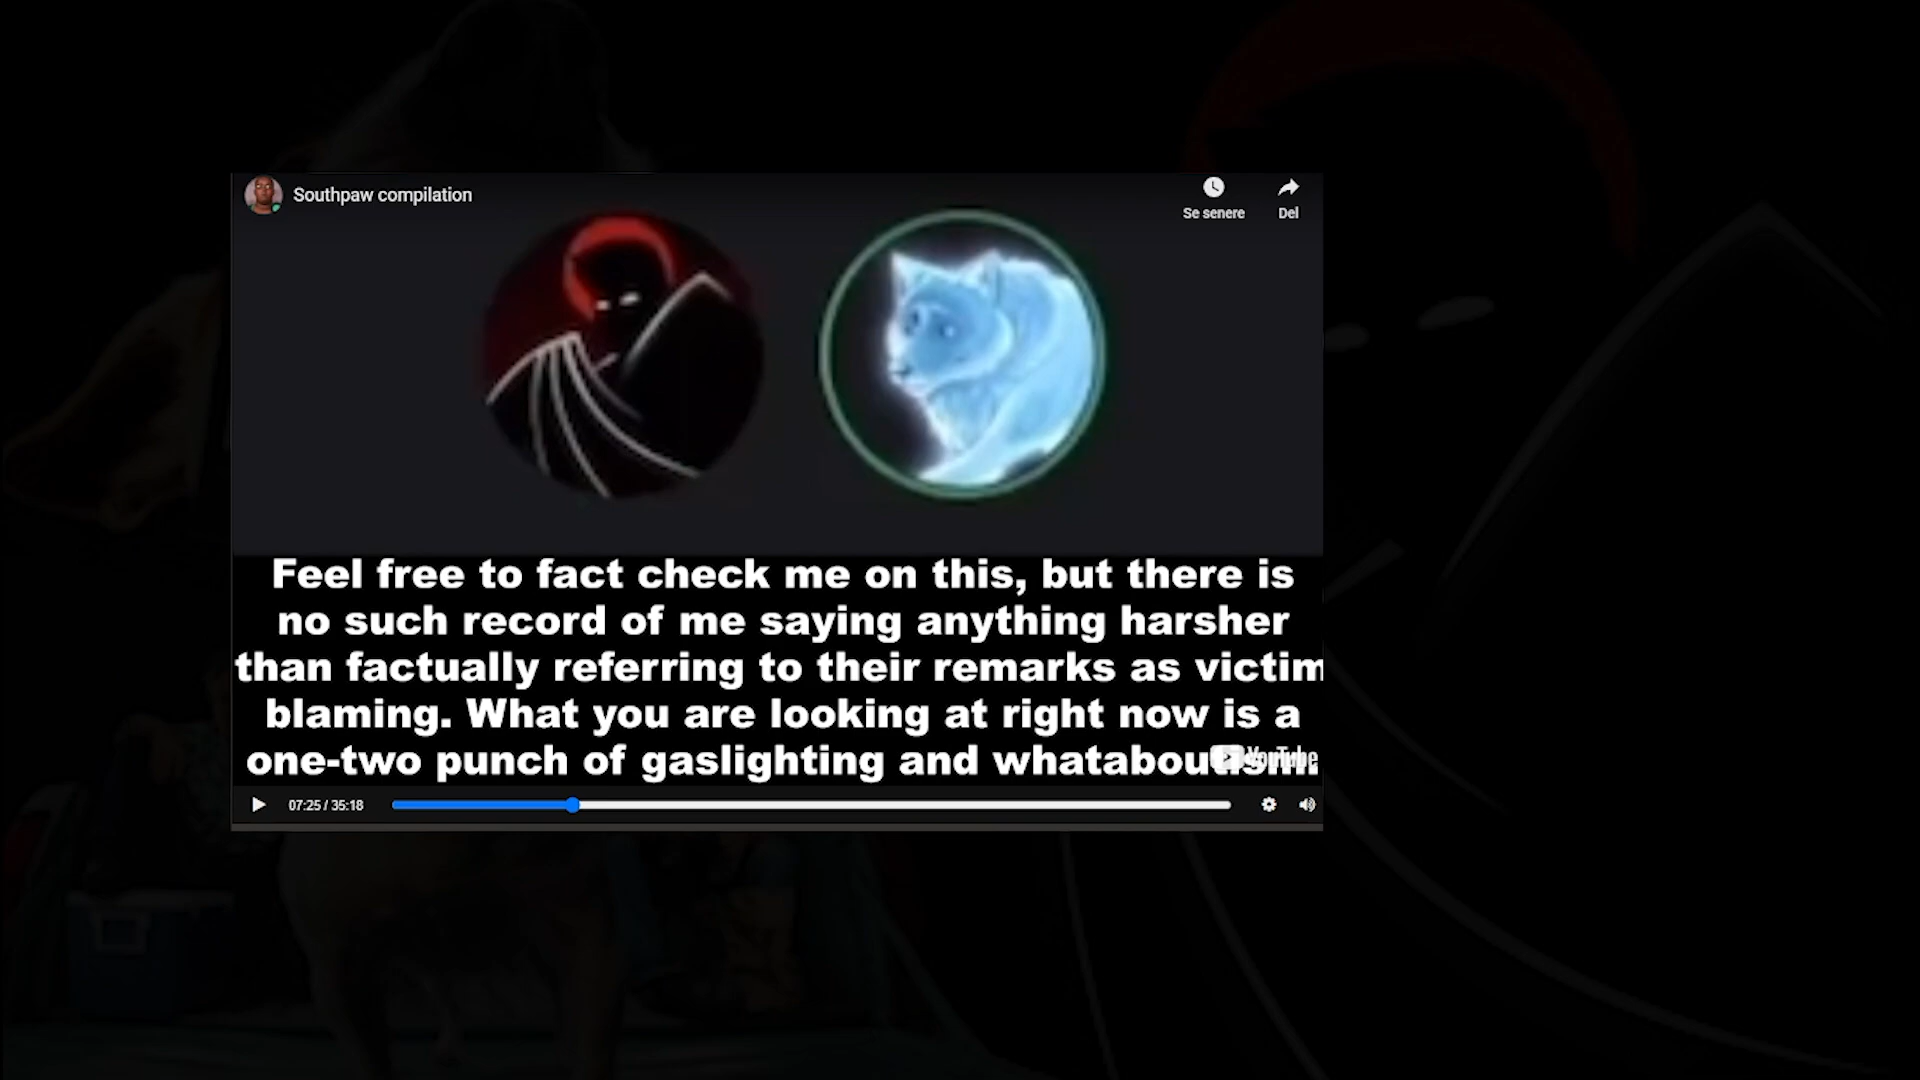 Southpaw compilation
Se senere
Del
Feel free to fact check me on this, but there is
no such record of me saying anything harsher
than factually referring to their remarks as victim
blaming. What you are looking at right now is a
one-two punch of gaslighting and whataboutism.
YouTube
07:25 / 35:18